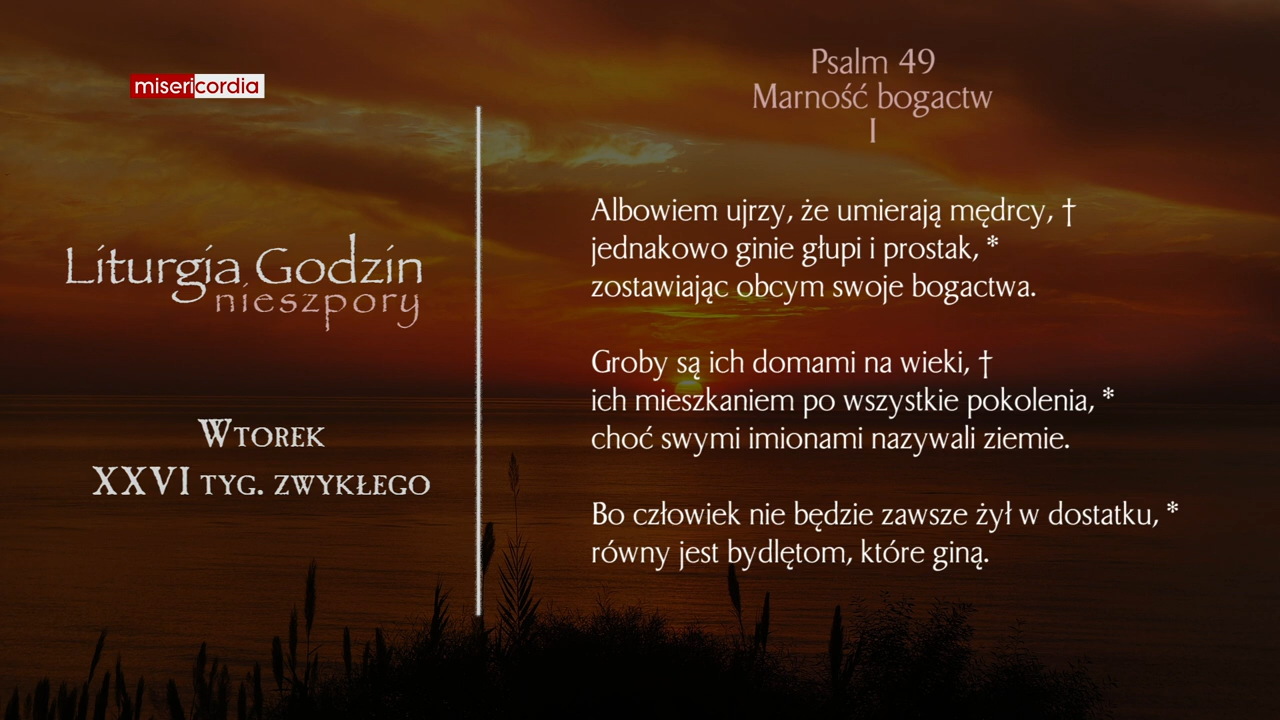 misericordia
Liturgia Godzin
nieszpory
Wtorek
XXVI tyg. zwykłego
Psalm 49
Marność bogactw
I
Albowiem ujrzy, że umierają mędrcy, †
jednakowo ginie głupi i prostak, *
zostawiając obcym swoje bogactwa.
Groby są ich domami na wieki, †
ich mieszkaniem po wszystkie pokolenia, *
choć swymi imionami nazywali ziemie.
Bo człowiek nie będzie zawsze żył w dostatku, *
równy jest bydlętom, które giną.